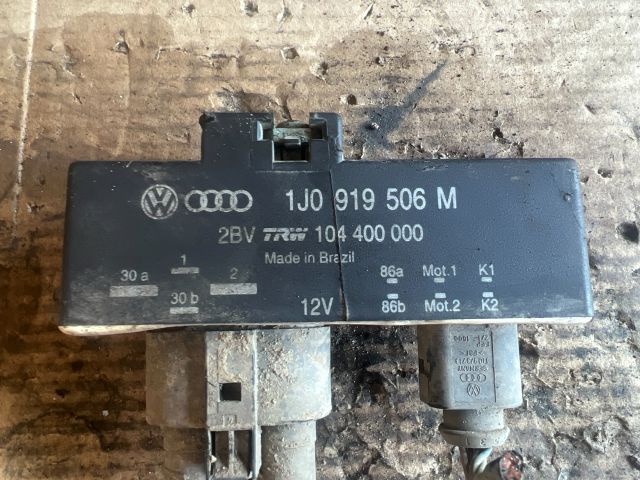 1J0 919 506 M
2BV TRW 104 400 000
Made in Brazil
30 a 1 2 86a Mot.1 K1
30 b 12V 86b Mot.2 K2